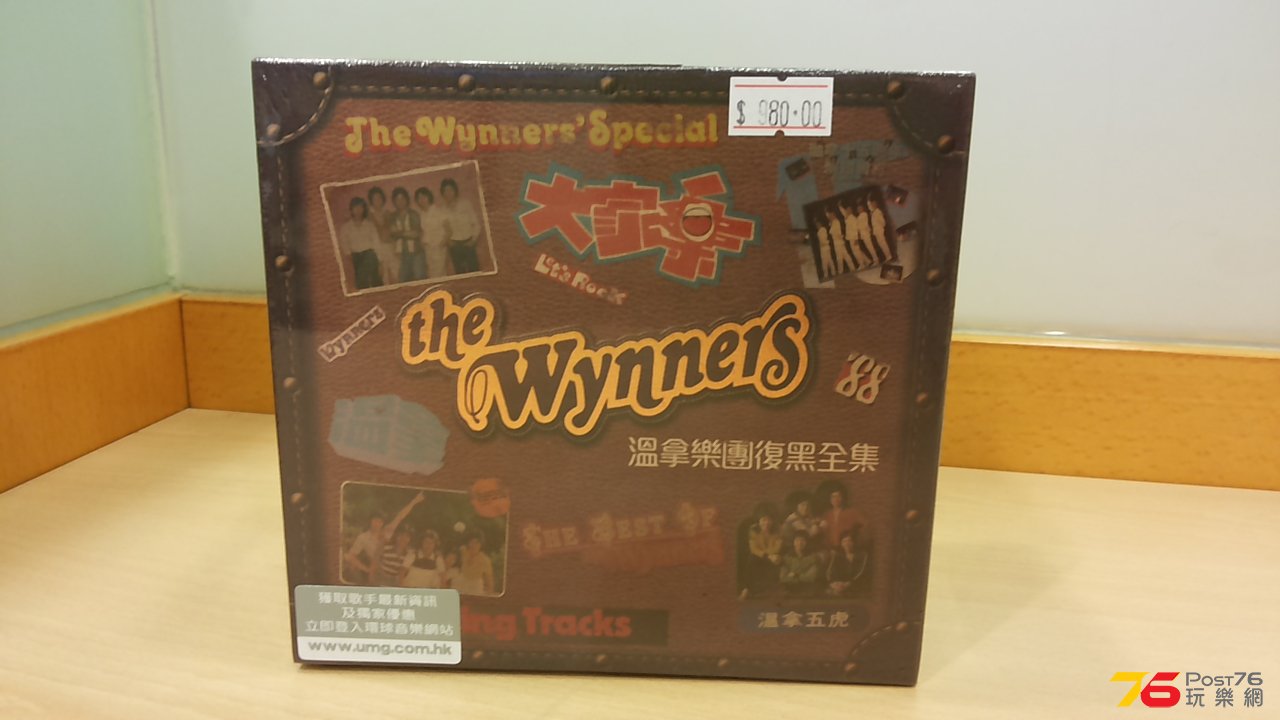 The Wynners' Special
$ 980.00
大家樂
Let's Rock
Wynners
the
Wynners
'88
溫拿樂團復黑全集
The Best Of
獲取歌手最新資訊
及獨家優惠
立即登入環球音樂網站
www.umg.com.hk
ing Tracks
溫拿五虎
76 Post76
玩樂網